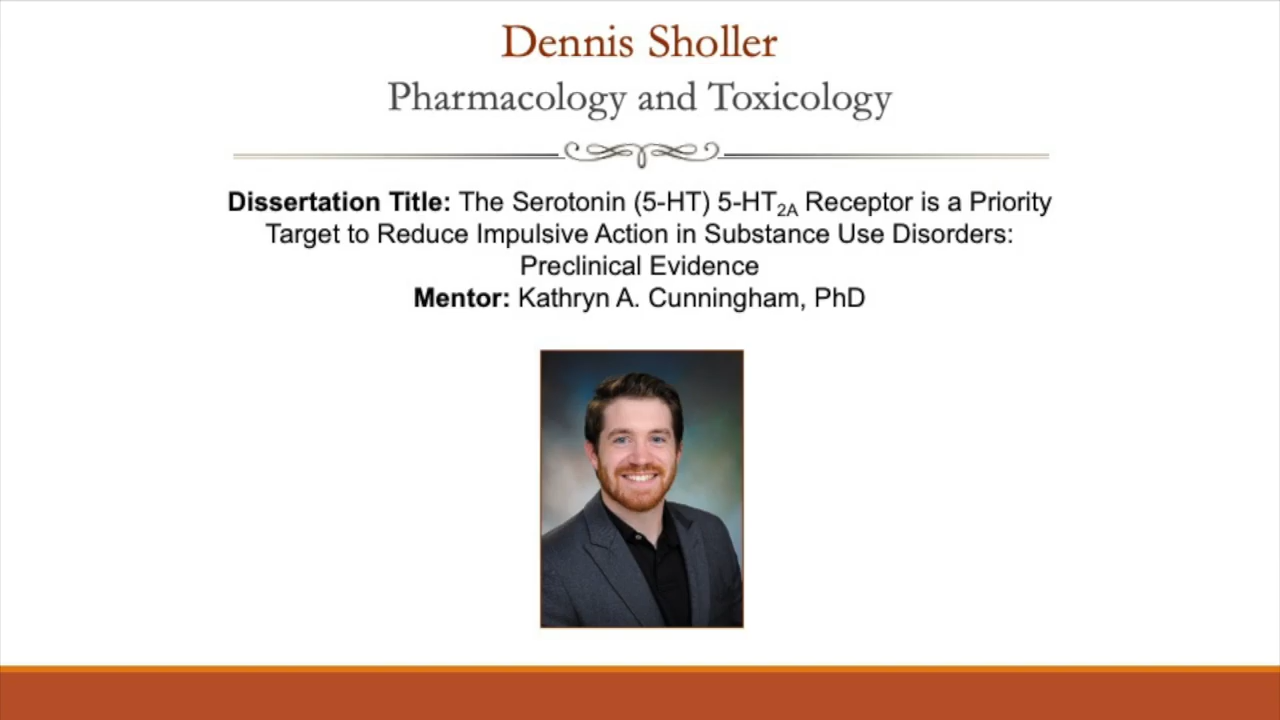 Dennis Sholler
Pharmacology and Toxicology
Dissertation Title: The Serotonin (5-HT) 5-HT2A Receptor is a Priority
Target to Reduce Impulsive Action in Substance Use Disorders:
Preclinical Evidence
Mentor: Kathryn A. Cunningham, PhD